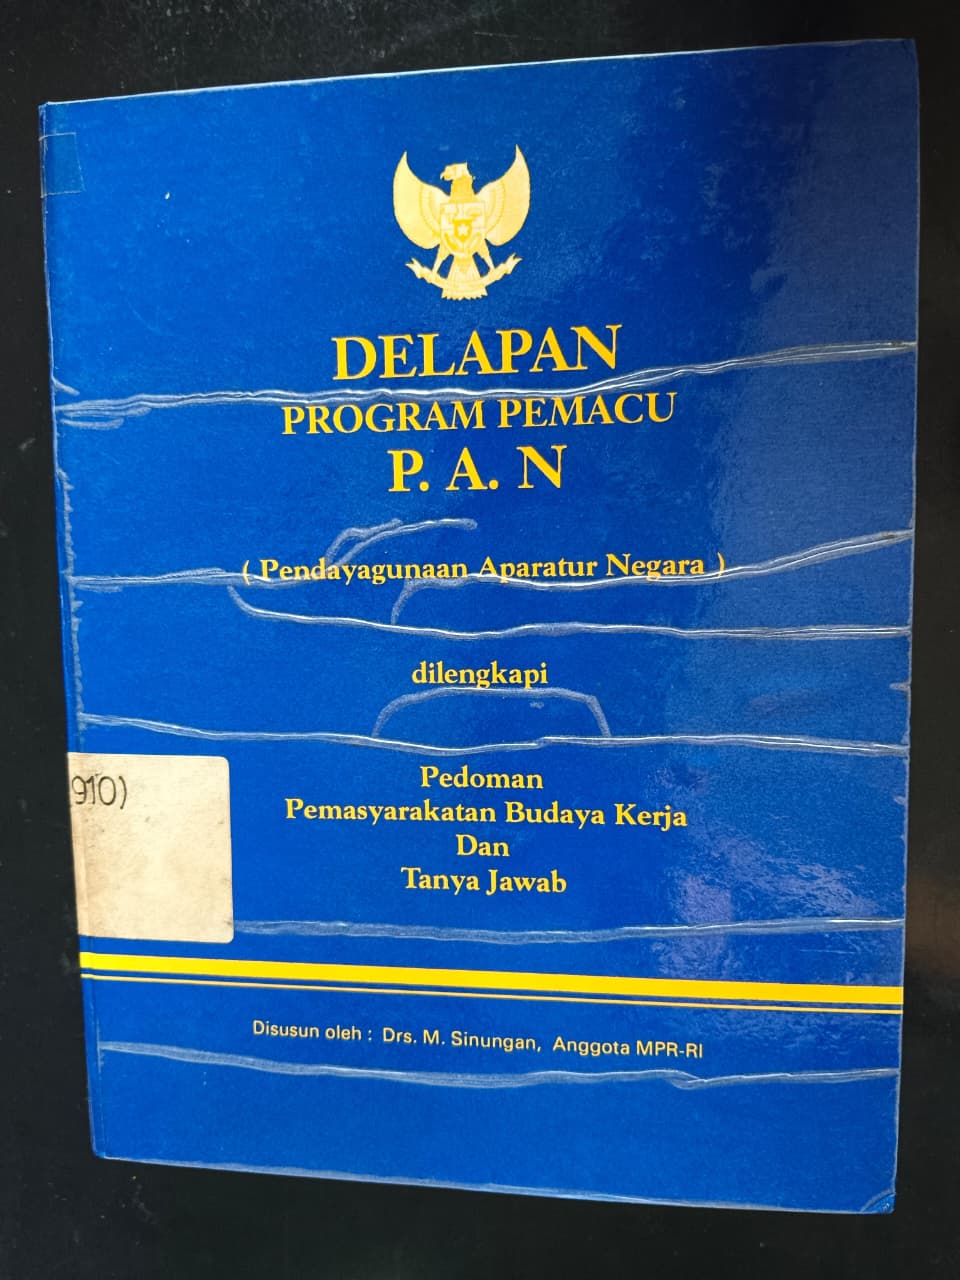 DELAPAN
PROGRAM PEMACU
P. A. N
( Pendayagunaan Aparatur Negara )
dilengkapi
Pedoman
Pemasyarakatan Budaya Kerja
Dan
Tanya Jawab
910)
Disusun oleh : Drs. M. Sinungan, Anggota MPR-RI